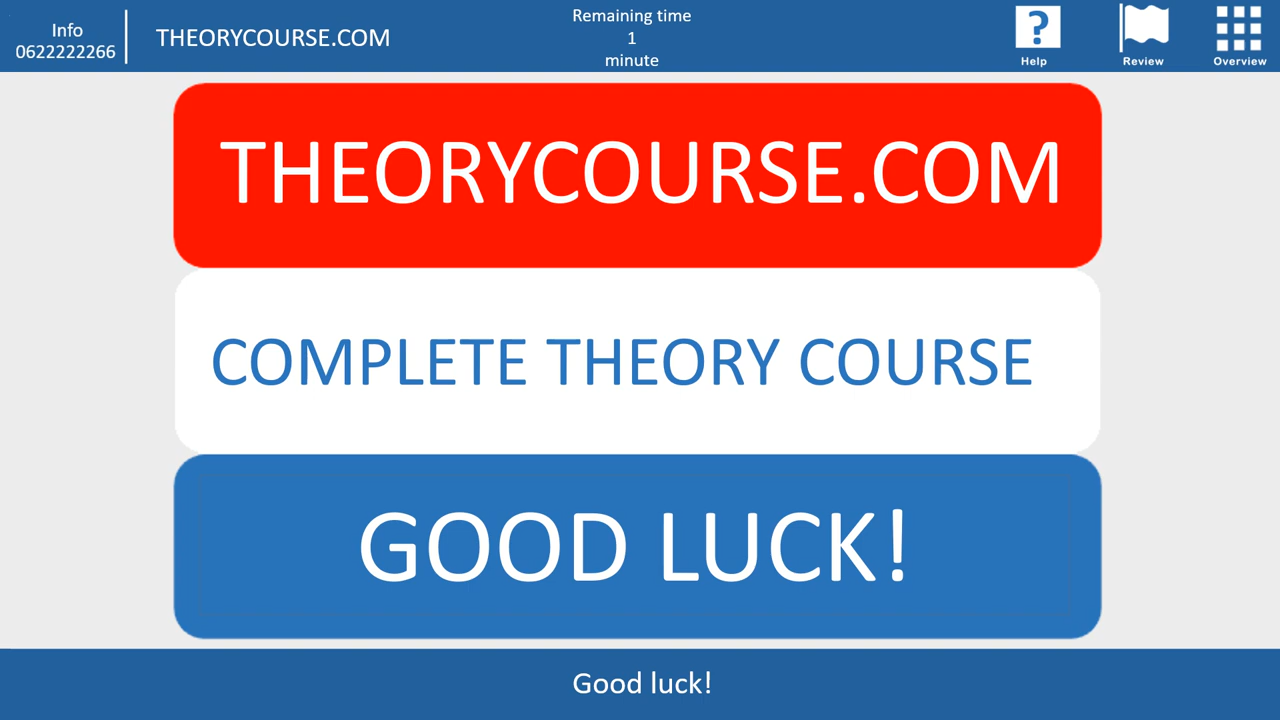 Info
0622222266
THEORYCOURSE.COM
Remaining time
1
minute
?
Help
Review
Overview
THEORYCOURSE.COM
COMPLETE THEORY COURSE
GOOD LUCK!
Good luck!